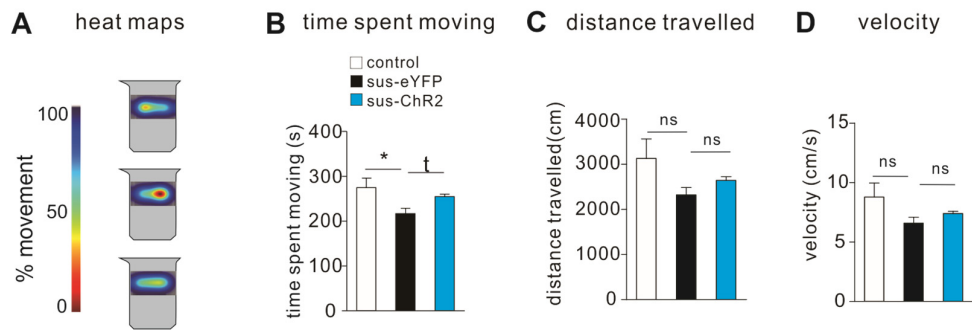 A heat maps
100
50
0
% movement
B time spent moving
control
sus-eYFP
sus-ChR2
* t
400
300
200
100
0
time spent moving (s)
C distance travelled
ns
ns
4000
3000
2000
1000
0
distance travelled(cm)
D velocity
ns
ns
15
10
5
0
velocity (cm/s)